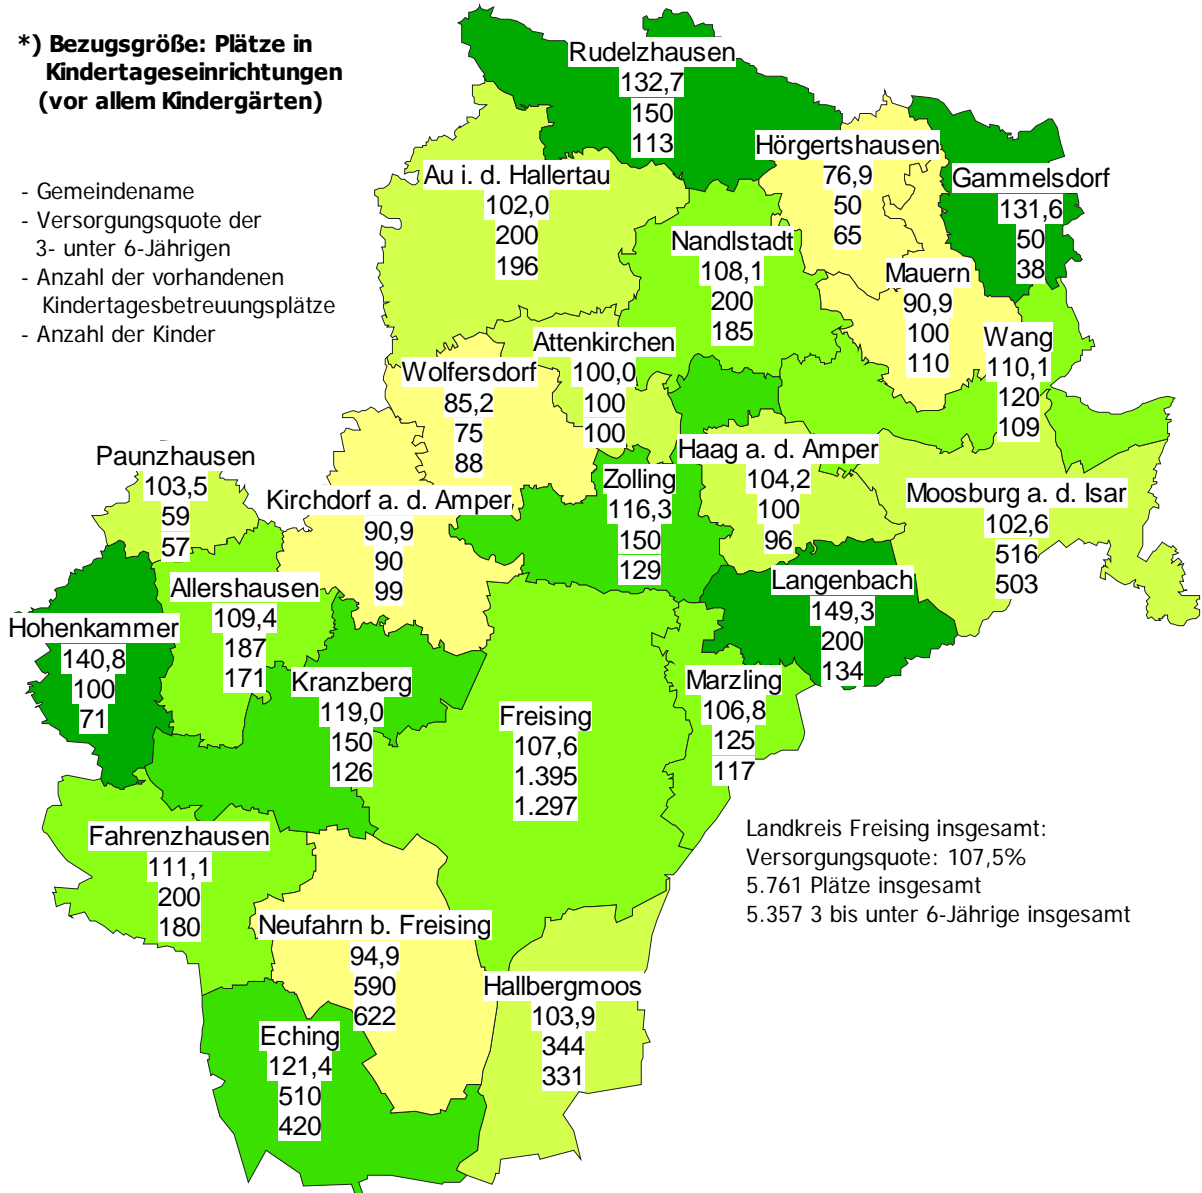 *) Bezugsgröße: Plätze in
Kindertageseinrichtungen
(vor allem Kindergärten)
- Gemeindename
- Versorgungsquote der
3- unter 6-Jährigen
- Anzahl der vorhandenen
Kindertagesbetreuungsplätze
- Anzahl der Kinder
Rudelzhausen
132,7
150
113
Hörgertshausen
76,9
50
65
Gammelsdorf
131,6
50
38
Au i. d. Hallertau
102,0
200
196
Nandlstadt
108,1
200
185
Mauern
90,9
100
110
Wang
110,1
120
109
Attenkirchen
100,0
100
100
Wolfersdorf
85,2
75
88
Paunzhausen
103,5
59
57
Kirchdorf a. d. Amper
90,9
90
99
Zolling
116,3
150
129
Haag a. d. Amper
104,2
100
96
Moosburg a. d. Isar
102,6
516
503
Allershausen
109,4
187
171
Langenbach
149,3
200
134
Hohenkammer
140,8
100
71
Kranzberg
119,0
150
126
Freising
107,6
1.395
1.297
Marzling
106,8
125
117
Fahrenzhausen
111,1
200
180
Landkreis Freising insgesamt:
Versorgungsquote: 107,5%
5.761 Plätze insgesamt
5.357 3 bis unter 6-Jährige insgesamt
Neufahrn b. Freising
94,9
590
622
Hallbergmoos
103,9
344
331
Eching
121,4
510
420